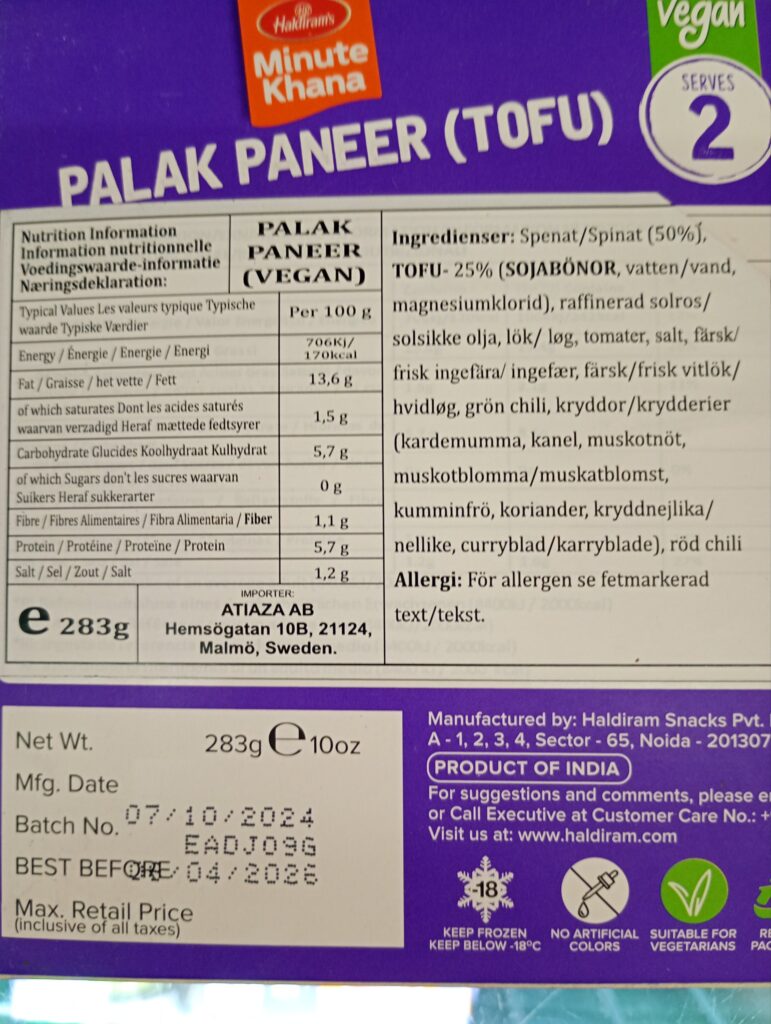 Haldiram's
Minute
Khana
Vegan
SERVES
2
PALAK PANEER (TOFU)
Nutrition Information
Information nutritionnelle
Voedingswaarde-informatie
Næringsdeklaration:
PALAK
PANEER
(VEGAN)
Typical Values Les valeurs typique Typische
waarde Typiske Værdier
Per 100 g
Energy / Énergie / Energie / Energi
706Kj/
170kcal
Fat / Graisse / het vette / Fett
13,6 g
of which saturates Dont les acides saturés
waarvan verzadigd Heraf mættede fedtsyrer
1,5 g
Carbohydrate Glucides Koolhydraat Kulhydrat
5,7 g
of which Sugars don't les sucres waarvan
Suikers Heraf sukkerarter
0 g
Fibre / Fibres Alimentaires / Fibra Alimentaria / Fiber
1,1 g
Protein / Protéine / Proteïne / Protein
5,7 g
Salt / Sel / Zout / Salt
1,2 g
e 283g
IMPORTER:
ATIAZA AB
Hemsögatan 10B, 21124,
Malmö, Sweden.
Ingredienser: Spenat/Spinat (50%),
TOFU- 25% (SOJABÖNOR, vatten/vand,
magnesiumklorid), raffinerad solros/
solsikke olja, lök/ løg, tomater, salt, färsk/
frisk ingefära/ ingefær, färsk/frisk vitlök/
hvidløg, grön chili, kryddor/krydderier
(kardemumma, kanel, muskotnöt,
muskotblomma/muskatblomst,
kumminfrö, koriander, kryddnejlika/
nellike, curryblad/karryblade), röd chili
Allergi: För allergen se fetmarkerad
text/tekst.
Net Wt. 283g e 10oz
Mfg. Date 07/10/2024
Batch No. EADJ09G
BEST BEFORE /04/2026
Max. Retail Price
(inclusive of all taxes)
Manufactured by: Haldiram Snacks Pvt.
A - 1, 2, 3, 4, Sector - 65, Noida - 201307
PRODUCT OF INDIA
For suggestions and comments, please
or Call Executive at Customer Care No.: +
Visit us at: www.haldiram.com
-18
KEEP FROZEN
KEEP BELOW -18ºC
NO ARTIFICIAL
COLORS
SUITABLE FOR
VEGETARIANS